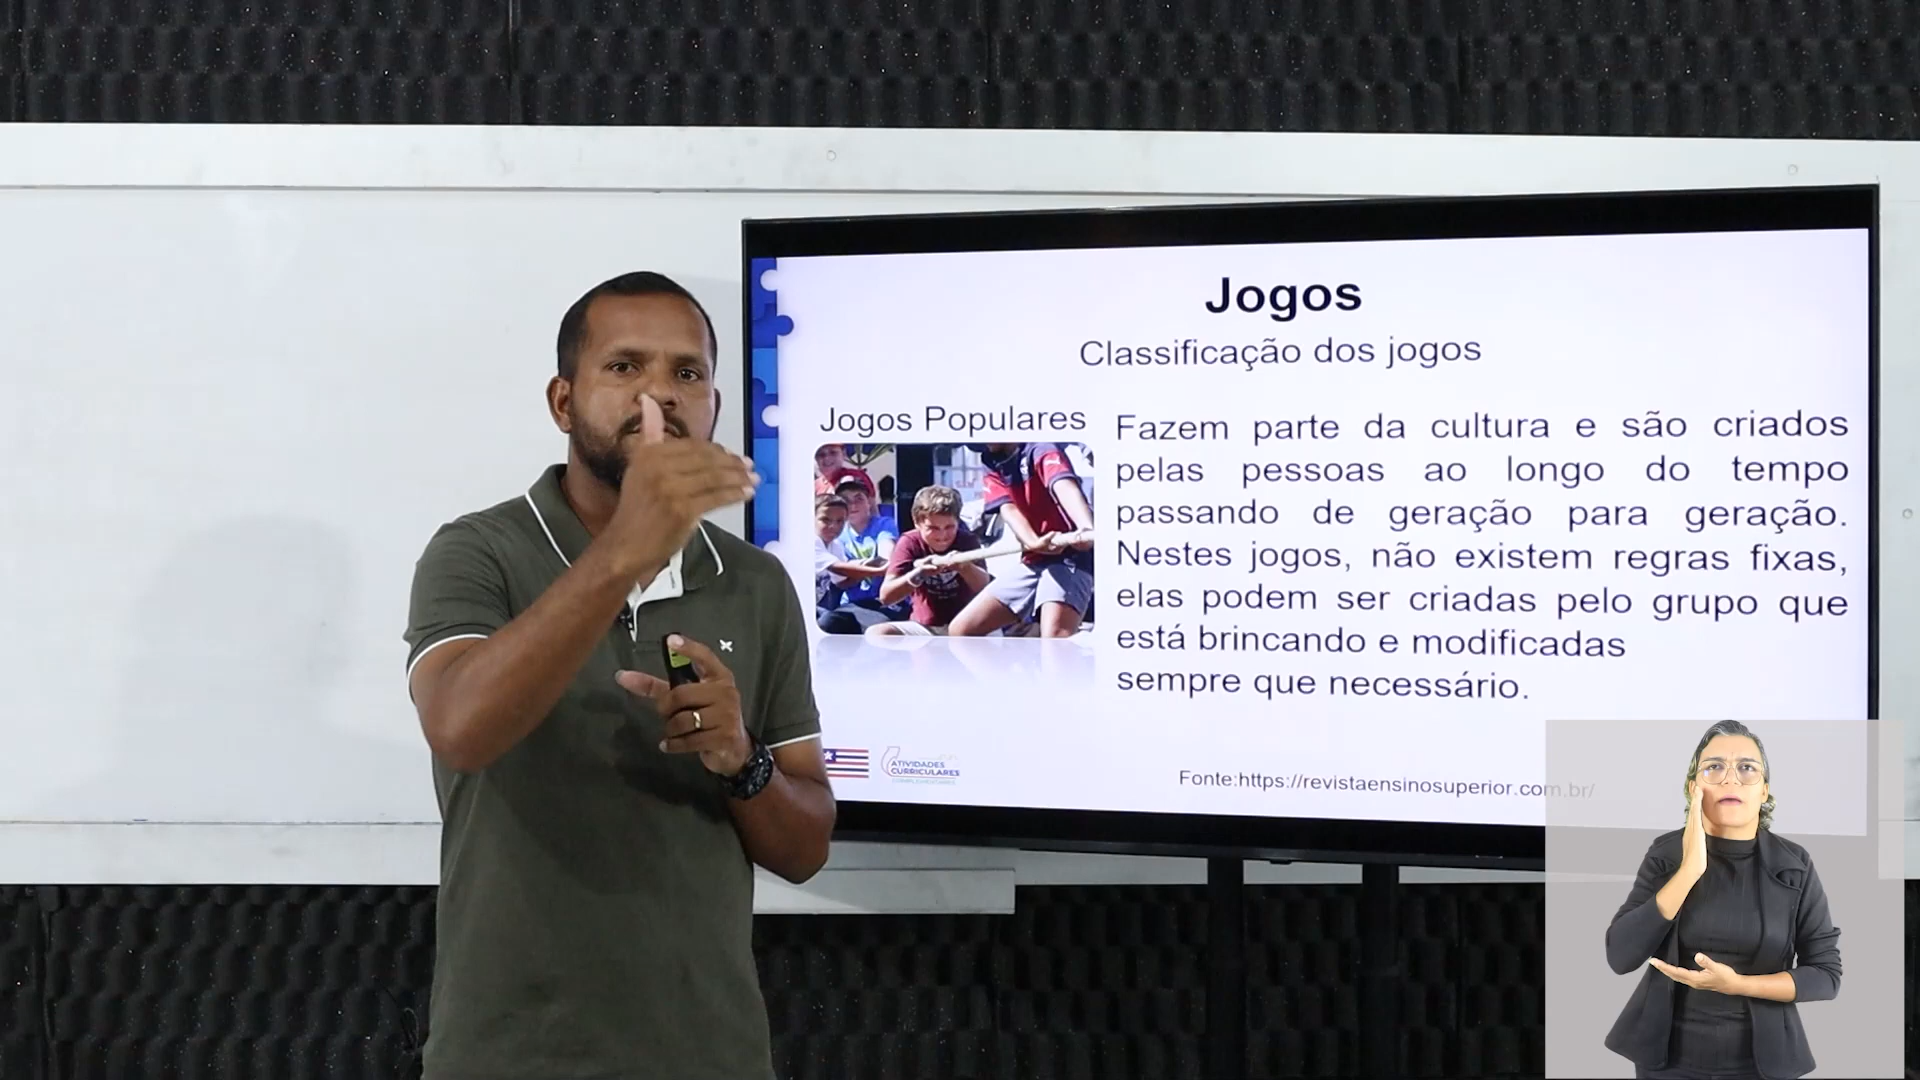 Jogos
Classificação dos jogos
Jogos Populares
Fazem parte da cultura e são criados
pelas pessoas ao longo do tempo
passando de geração para geração.
Nestes jogos, não existem regras fixas,
elas podem ser criadas pelo grupo que
está brincando e modificadas
sempre que necessário.
ATIVIDADES
CURRICULARES
COMPLEMENTARES
Fonte:https://revistaensinosuperior.com.br/